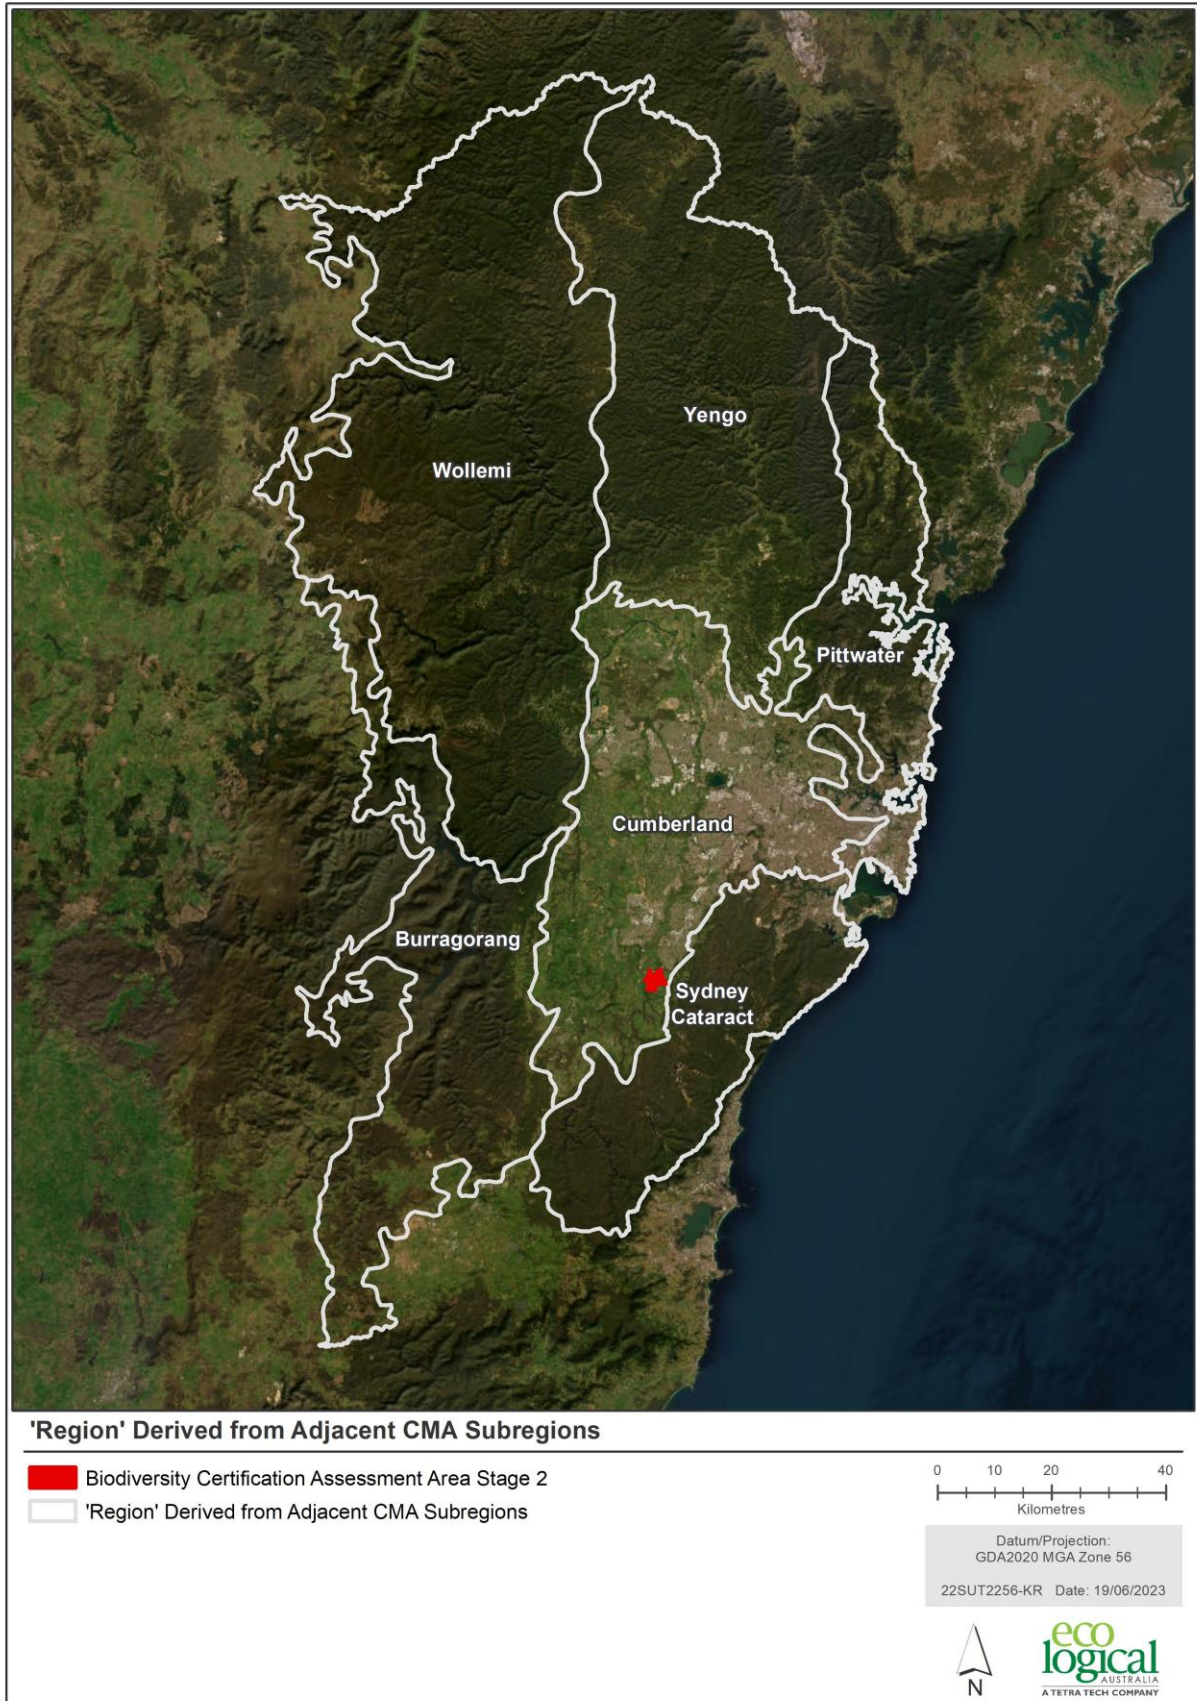 Yengo
Wollemi
Pittwater
Cumberland
Burragorang
Sydney
Cataract
'Region' Derived from Adjacent CMA Subregions
Biodiversity Certification Assessment Area Stage 2
'Region' Derived from Adjacent CMA Subregions
0 10 20 40
Kilometres
Datum/Projection:
GDA2020 MGA Zone 56
22SUT2256-KR Date: 19/06/2023
N
eco
logical
AUSTRALIA
A TETRA TECH COMPANY